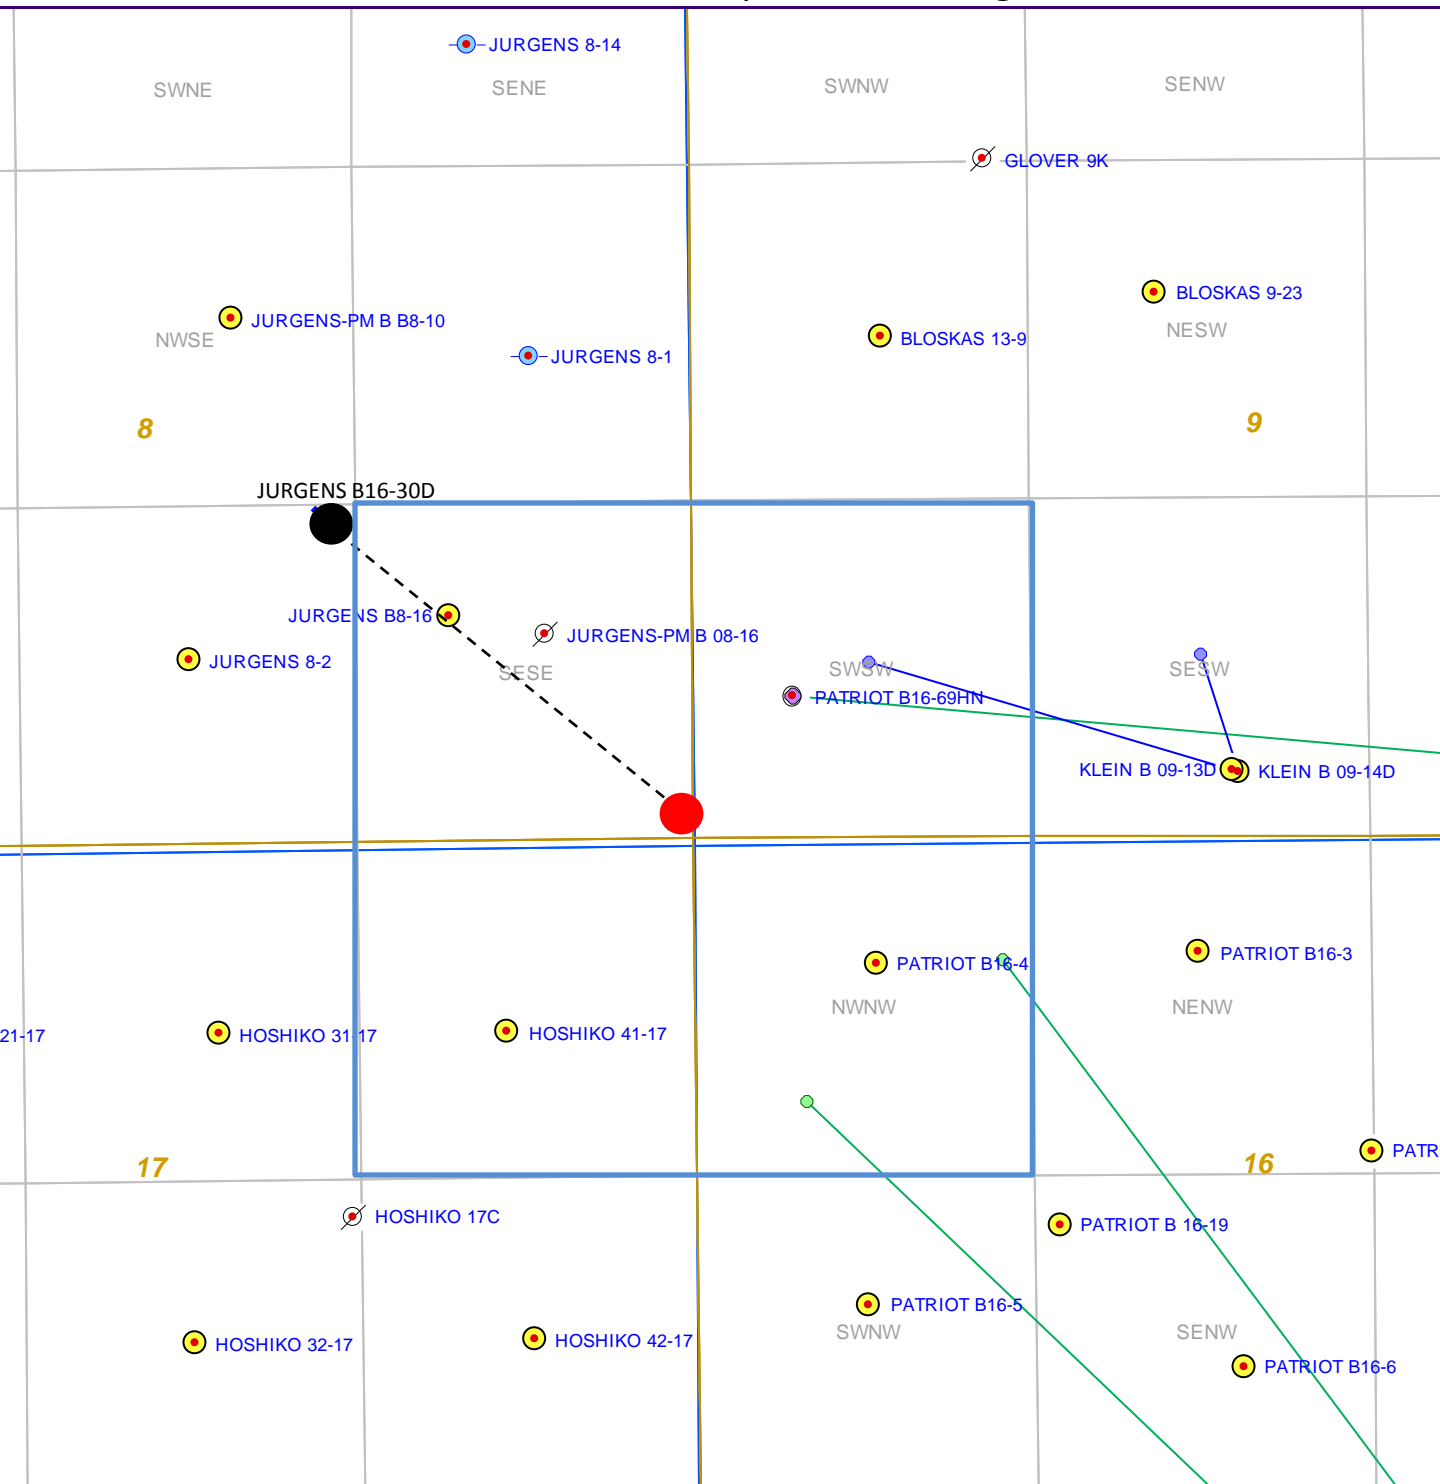 JURGENS 8-14
SWNE
SENE
SWNW
SENW
GLOVER 9K
BLOSKAS 9-23
JURGENS-PM B B8-10
NWSE
NESW
BLOSKAS 13-9
JURGENS 8-1
8
9
JURGENS B16-30D
JURGENS B8-16
JURGENS-PM B 08-16
JURGENS 8-2
SESE
SWSW
SESW
PATRIOT B16-69HN
KLEIN B 09-13D
KLEIN B 09-14D
PATRIOT B16-4
PATRIOT B16-3
NWNW
NENW
21-17
HOSHIKO 31-17
HOSHIKO 41-17
PATR
17
16
HOSHIKO 17C
PATRIOT B 16-19
PATRIOT B16-5
SWNW
SENW
HOSHIKO 32-17
HOSHIKO 42-17
PATRIOT B16-6